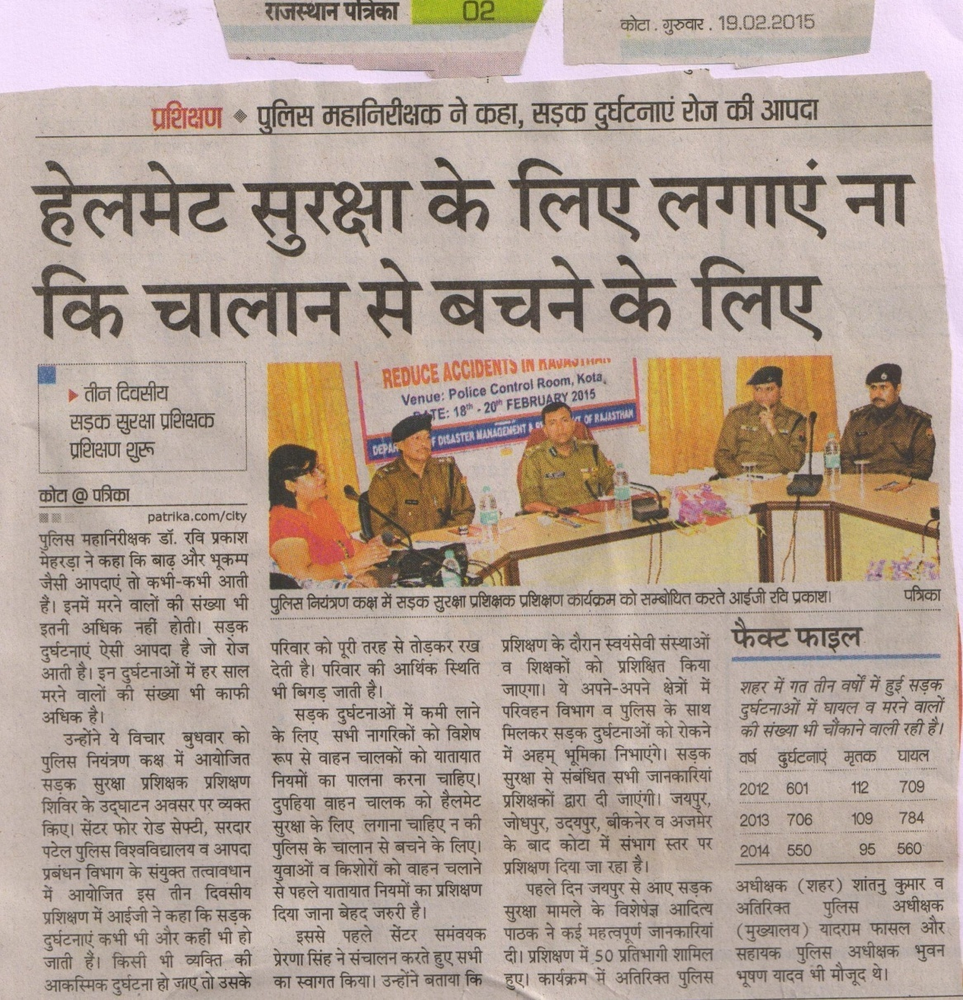 राजस्थान पत्रिका
02
कोटा . गुरुवार . 19.02.2015
प्रशिक्षण ◆ पुलिस महानिरीक्षक ने कहा, सड़क दुर्घटनाएं रोज की आपदा
हेलमेट सुरक्षा के लिए लगाएं ना
कि चालान से बचने के लिए
▶ तीन दिवसीय
सड़क सुरक्षा प्रशिक्षक
प्रशिक्षण शुरू
REDUCE ACCIDENTS IN RAJASTHAN
Venue: Police Control Room, Kota,
DATE: 18th - 20th FEBRUARY 2015
DISASTER MANAGEMENT & OF RAJASTHAN
पुलिस नियंत्रण कक्ष में सड़क सुरक्षा प्रशिक्षक प्रशिक्षण कार्यक्रम को सम्बोधित करते आईजी रवि प्रकाश। पत्रिका
कोटा @ पत्रिका
patrika.com/city
पुलिस महानिरीक्षक डॉ. रवि प्रकाश
मेहरड़ा ने कहा कि बाढ़ और भूकम्प
जैसी आपदाएं तो कभी-कभी आती
है। इनमें मरने वालों की संख्या भी
इतनी अधिक नहीं होती। सड़क
दुर्घटनाएं ऐसी आपदा है जो रोज
आती है। इन दुर्घटनाओं में हर साल
मरने वालों की संख्या भी काफी
अधिक है।
उन्होंने ये विचार बुधवार को
पुलिस नियंत्रण कक्ष में आयोजित
सड़क सुरक्षा प्रशिक्षक प्रशिक्षण
शिविर के उद्घाटन अवसर पर व्यक्त
किए। सेंटर फोर रोड सेफ्टी, सरदार
पटेल पुलिस विश्वविद्यालय व आपदा
प्रबंधन विभाग के संयुक्त तत्वावधान
में आयोजित इस तीन दिवसीय
प्रशिक्षण में आईजी ने कहा कि सड़क
दुर्घटनाएं कभी भी और कहीं भी हो
जाती है। किसी भी व्यक्ति की
आकस्मिक दुर्घटना हो जाए तो उसके
परिवार को पूरी तरह से तोड़कर रख
देती है। परिवार की आर्थिक स्थिति
भी बिगड़ जाती है।
सड़क दुर्घटनाओं में कमी लाने
के लिए सभी नागरिकों को विशेष
रूप से वाहन चालकों को यातायात
नियमों का पालना करना चाहिए।
दुपहिया वाहन चालक को हैलमेट
सुरक्षा के लिए लगाना चाहिए न की
पुलिस के चालान से बचने के लिए।
युवाओं व किशोरों को वाहन चलाने
से पहले यातायात नियमों का प्रशिक्षण
दिया जाना बेहद जरुरी है।
इससे पहले सेंटर समंवयक
प्रेरणा सिंह ने संचालन करते हुए सभी
का स्वागत किया। उन्होंने बताया कि
प्रशिक्षण के दौरान स्वयंसेवी संस्थाओं
व शिक्षकों को प्रशिक्षित किया
जाएगा। ये अपने-अपने क्षेत्रों में
परिवहन विभाग व पुलिस के साथ
मिलकर सड़क दुर्घटनाओं को रोकने
में अहम् भूमिका निभाएंगे। सड़क
सुरक्षा से संबंधित सभी जानकारियां
प्रशिक्षकों द्वारा दी जाएंगी। जयपुर,
जोधपुर, उदयपुर, बीकनेर व अजमेर
के बाद कोटा में संभाग स्तर पर
प्रशिक्षण दिया जा रहा है।
पहले दिन जयपुर से आए सड़क
सुरक्षा मामले के विशेषज्ञ आदित्य
पाठक ने कई महत्वपूर्ण जानकारियां
दी। प्रशिक्षण में 50 प्रतिभागी शामिल
हुए। कार्यक्रम में अतिरिक्त पुलिस
फैक्ट फाइल
शहर में गत तीन वर्षों में हुई सड़क
दुर्घटनाओं में घायल व मरने वालों
की संख्या भी चौंकाने वाली रही है।
वर्ष दुर्घटनाएं मृतक घायल
2012 601 112 709
2013 706 109 784
2014 550 95 560
अधीक्षक (शहर) शांतनु कुमार व
अतिरिक्त पुलिस अधीक्षक
(मुख्यालय) यादराम फासल और
सहायक पुलिस अधीक्षक भुवन
भूषण यादव भी मौजूद थे।